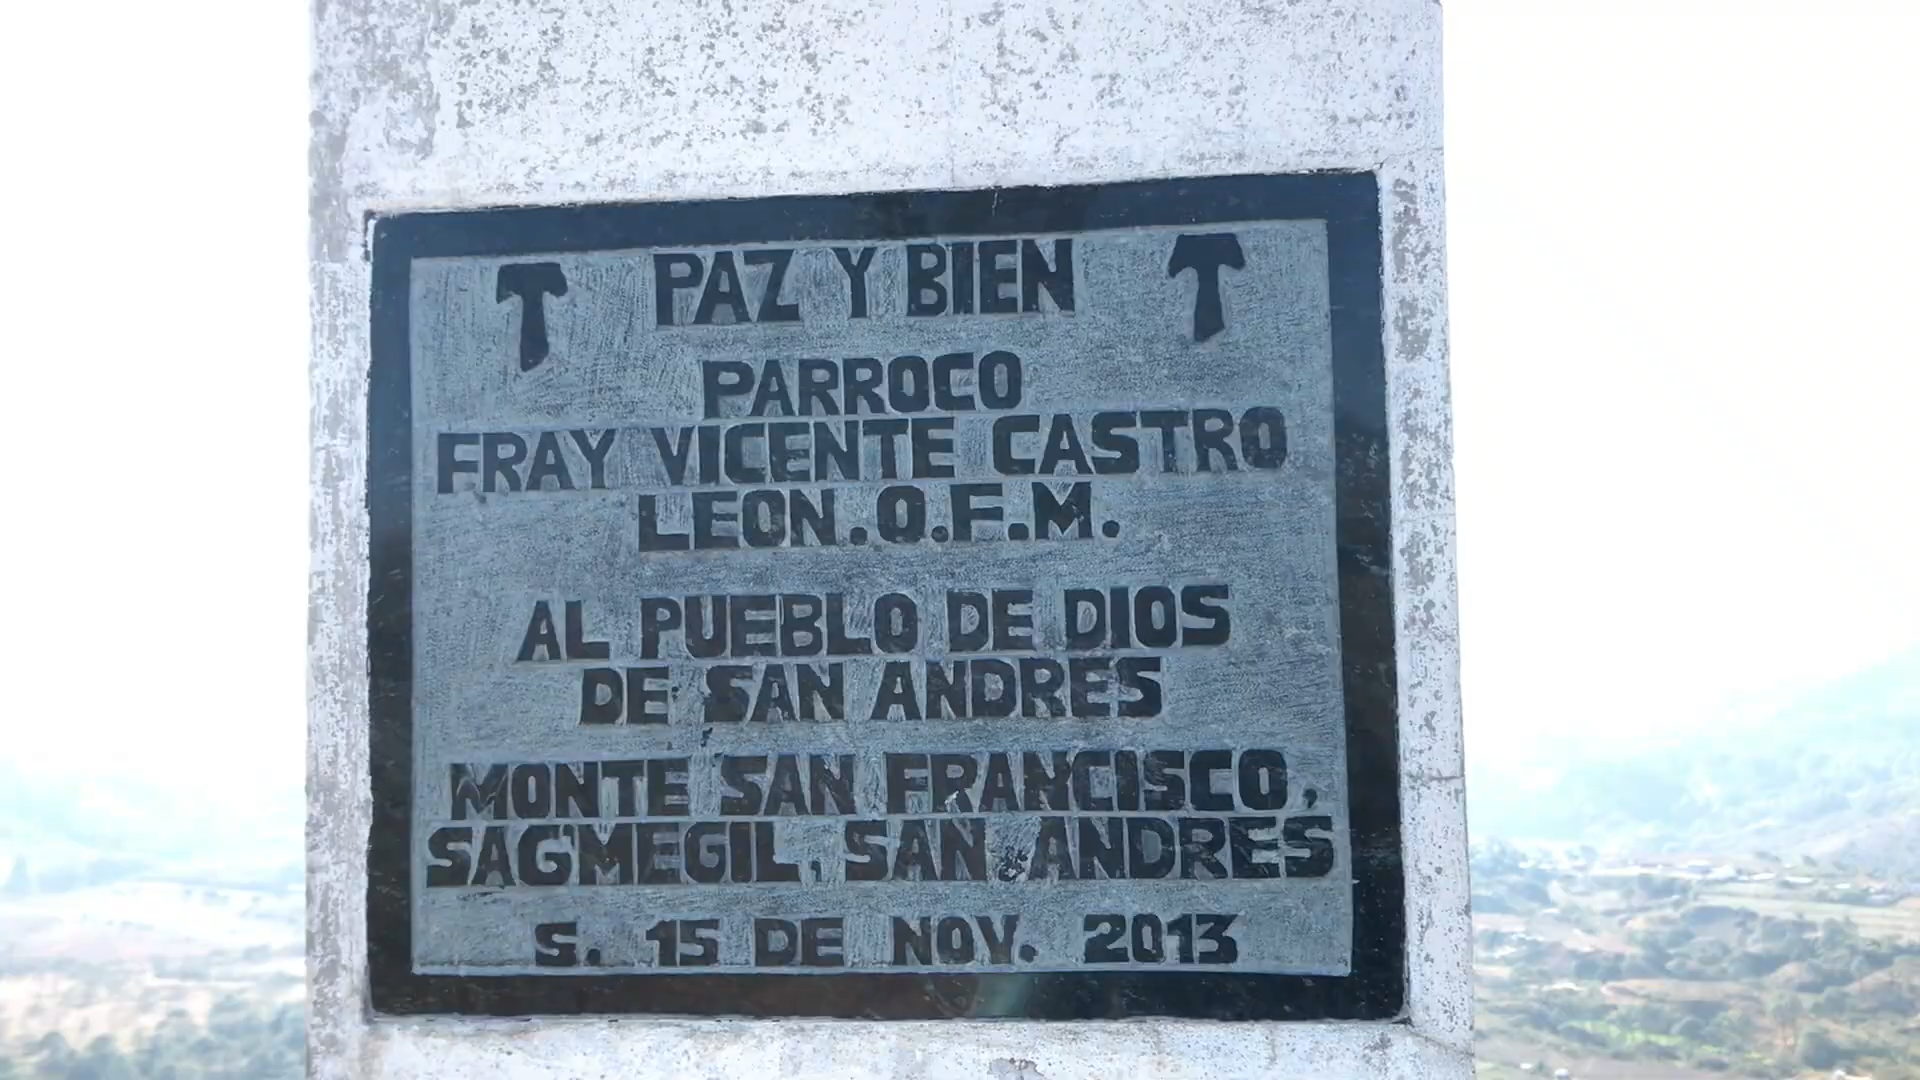 PAZ Y BIEN
PARROCO
FRAY VICENTE CASTRO
LEON.O.F.M.
AL PUEBLO DE DIOS
DE SAN ANDRES
MONTE SAN FRANCISCO,
SAGMEGIL, SAN ANDRES
S. 15 DE NOV. 2013